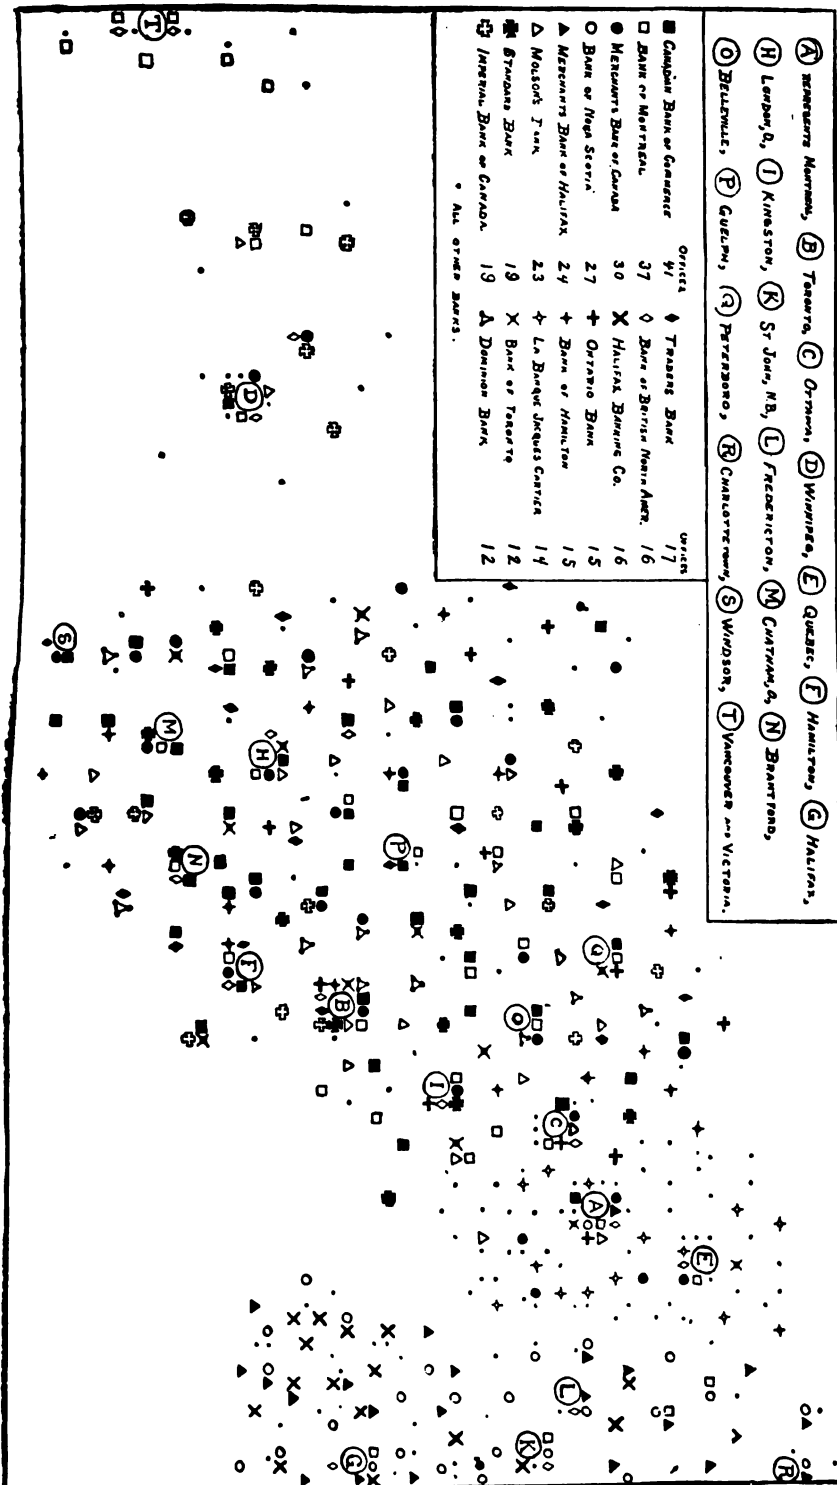 Ⓐ REPRESENTS MONTREAL, Ⓑ TORONTO, Ⓒ OTTAWA, Ⓓ WINNIPEG, Ⓔ QUEBEC, Ⓕ HAMILTON, Ⓖ HALIFAX,
Ⓗ LONDON, O, Ⓘ KINGSTON, Ⓚ ST JOHN, N.B, Ⓛ FREDERICTON, Ⓜ CHATHAM, O, Ⓝ BRANTFORD,
Ⓞ BELLEVILLE, Ⓟ GUELPH, Ⓠ PETERBORO, Ⓡ CHARLOTTETOWN, Ⓢ WINDSOR, Ⓣ VANCOUVER AND VICTORIA.
OFFICES OFFICES
■ CANADIAN BANK OF COMMERCE 41 ♦ TRADERS BANK 17
□ BANK OF MONTREAL 37 ◊ BANK OF BRITISH NORTH AMER. 16
● MERCHANTS BANK OF CANADA 30 ✕ HALIFAX BANKING CO. 16
○ BANK OF NOVA SCOTIA 27 + ONTARIO BANK 15
▲ MERCHANTS BANK OF HALIFAX 24 + BANK OF HAMILTON 15
△ MOLSON'S BANK 23 ✧ LA BANQUE JACQUES CARTIER 14
STANDARD BANK 19 × BANK OF TORONTO 12
IMPERIAL BANK OF CANADA 19 DOMINION BANK 12
• ALL OTHER BANKS.
T
D
S
M
H
N
P
F
B
Q
O
I
C
A
E
L
K
G
R